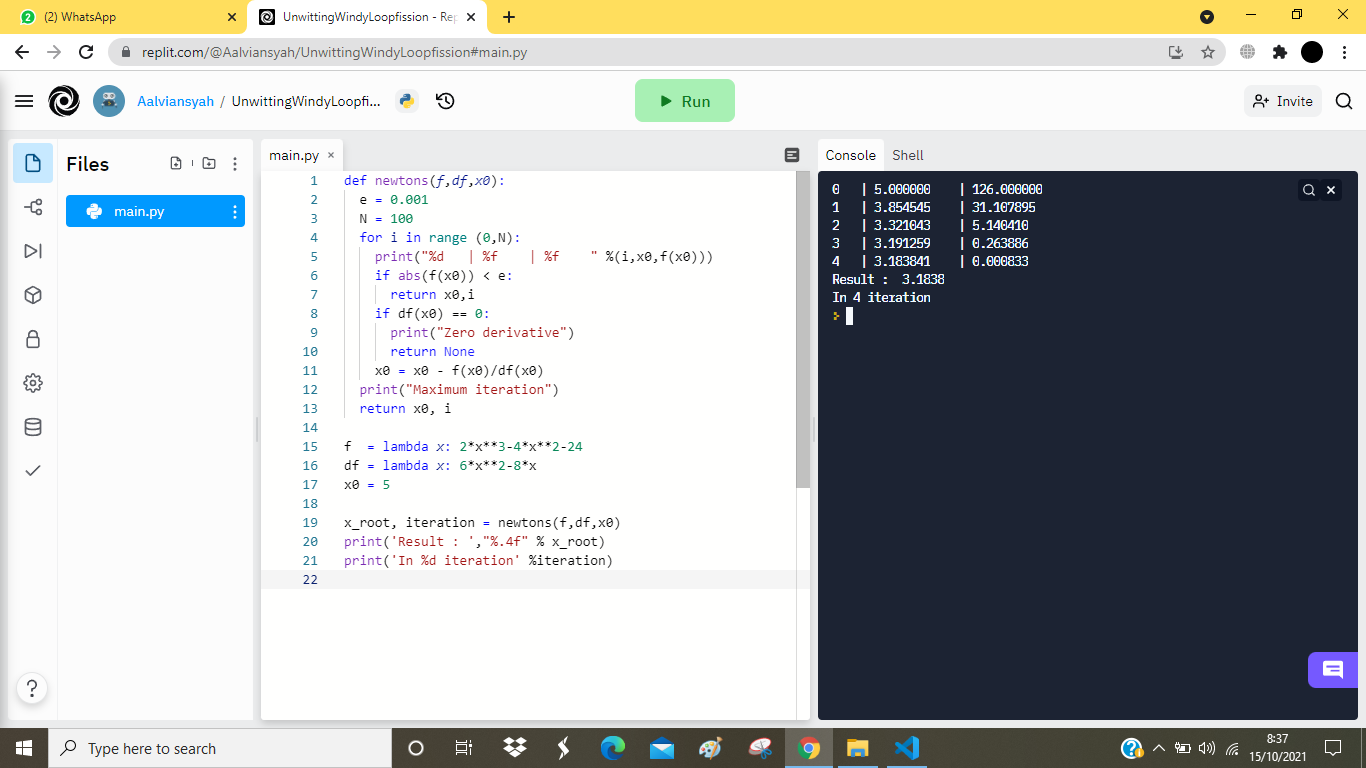 2
(2) WhatsApp
UnwittingWindyLoopfission - Rep
replit.com/@Aalviansyah/UnwittingWindyLoopfission#main.py
Aalviansyah / UnwittingWindyLoopfi...
Run
Invite
Files
main.py
main.py
1 def newtons(f,df,x0):
2   e = 0.001
3   N = 100
4   for i in range (0,N):
5     print("%d   | %f    | %f    " %(i,x0,f(x0)))
6     if abs(f(x0)) < e:
7       return x0,i
8     if df(x0) == 0:
9       print("Zero derivative")
10       return None
11     x0 = x0 - f(x0)/df(x0)
12   print("Maximum iteration")
13   return x0, i
14
15 f  = lambda x: 2*x**3-4*x**2-24
16 df = lambda x: 6*x**2-8*x
17 x0 = 5
18
19 x_root, iteration = newtons(f,df,x0)
20 print('Result : ',"%.4f" % x_root)
21 print('In %d iteration' %iteration)
22
Console
Shell
0   | 5.000000    | 126.000000
1   | 3.854545    | 31.107895
2   | 3.321043    | 5.140410
3   | 3.191259    | 0.263886
4   | 3.183841    | 0.000833
Result :  3.1838
In 4 iteration
>
?
Type here to search
8:37
15/10/2021